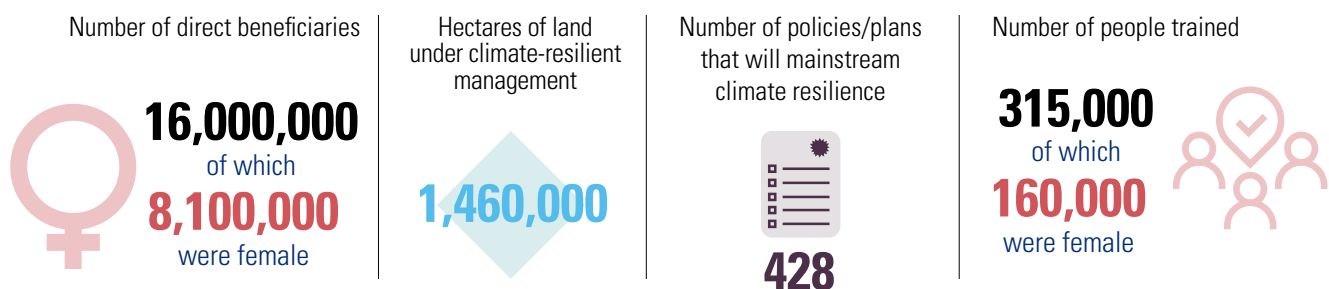 Number of direct beneficiaries
16,000,000
of which
8,100,000
were female
Hectares of land
under climate-resilient
management
1,460,000
Number of policies/plans
that will mainstream
climate resilience
428
Number of people trained
315,000
of which
160,000
were female